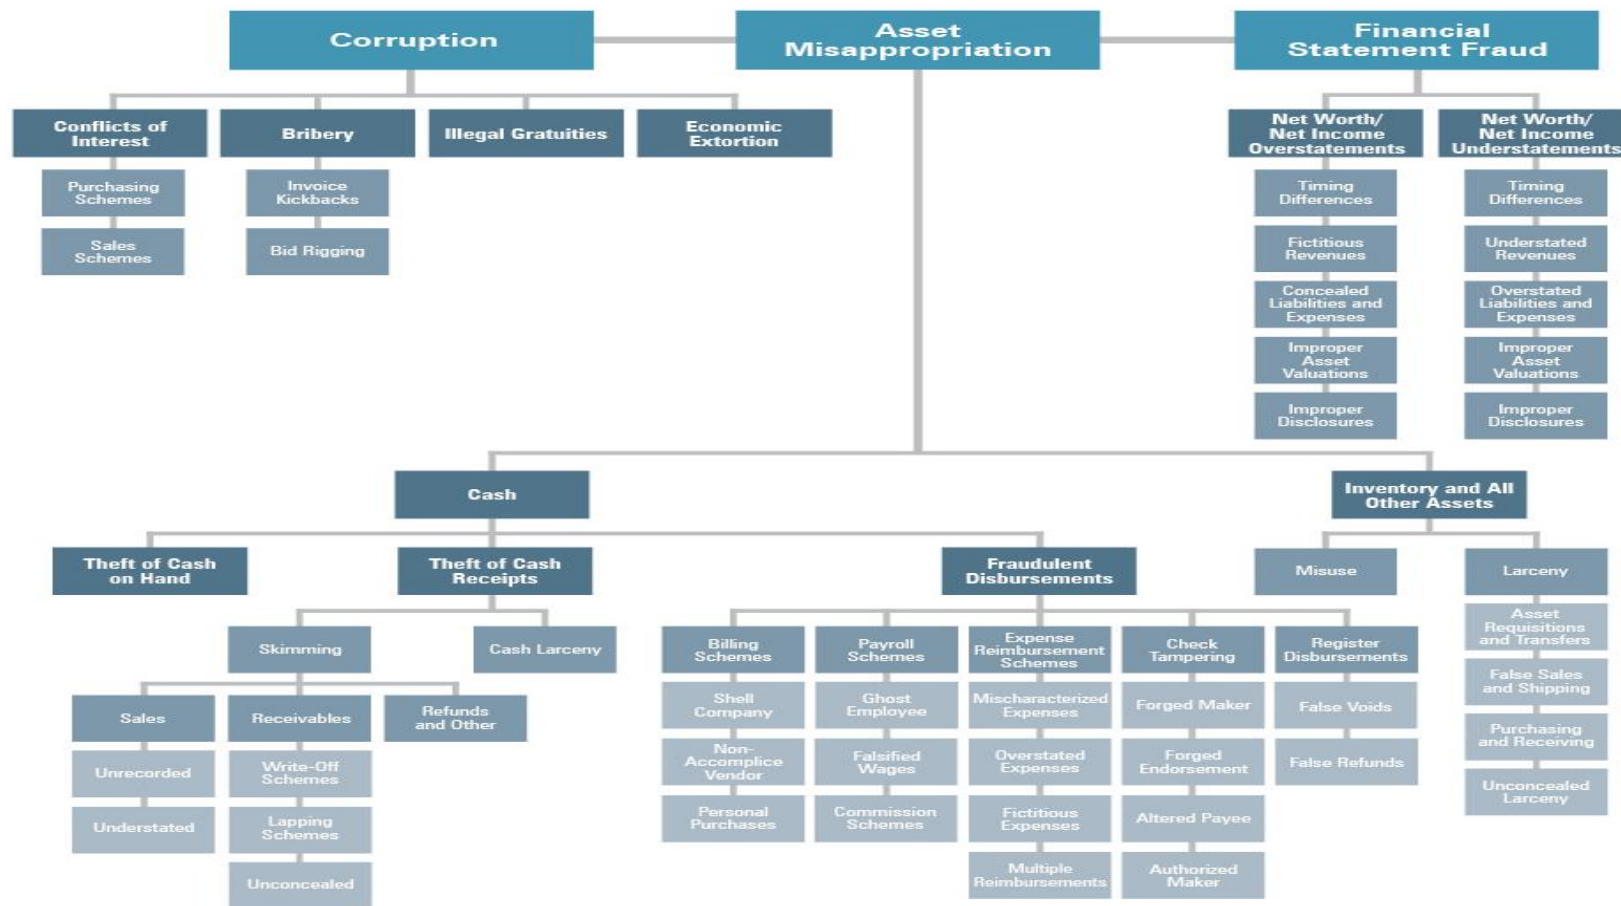 Corruption
Asset
Misappropriation
Financial
Statement Fraud
Conflicts of
Interest
Bribery
Illegal Gratuities
Economic
Extortion
Net Worth/
Net Income
Overstatements
Net Worth/
Net Income
Understatements
Purchasing
Schemes
Sales
Schemes
Invoice
Kickbacks
Bid Rigging
Timing
Differences
Fictitious
Revenues
Concealed
Liabilities and
Expenses
Improper
Asset
Valuations
Improper
Disclosures
Timing
Differences
Understated
Revenues
Overstated
Liabilities and
Expenses
Improper
Asset
Valuations
Improper
Disclosures
Cash
Inventory and All
Other Assets
Theft of Cash
on Hand
Theft of Cash
Receipts
Fraudulent
Disbursements
Misuse
Larceny
Skimming
Cash Larceny
Sales
Receivables
Refunds
and Other
Unrecorded
Understated
Write-Off
Schemes
Lapping
Schemes
Unconcealed
Billing
Schemes
Shell
Company
Non-
Accomplice
Vendor
Personal
Purchases
Payroll
Schemes
Ghost
Employee
Falsified
Wages
Commission
Schemes
Expense
Reimbursement
Schemes
Mischaracterized
Expenses
Overstated
Expenses
Fictitious
Expenses
Multiple
Reimbursements
Check
Tampering
Forged Maker
Forged
Endorsement
Altered Payee
Authorized
Maker
Register
Disbursements
False Voids
False Refunds
Asset
Requisitions
and Transfers
False Sales
and Shipping
Purchasing
and Receiving
Unconcealed
Larceny